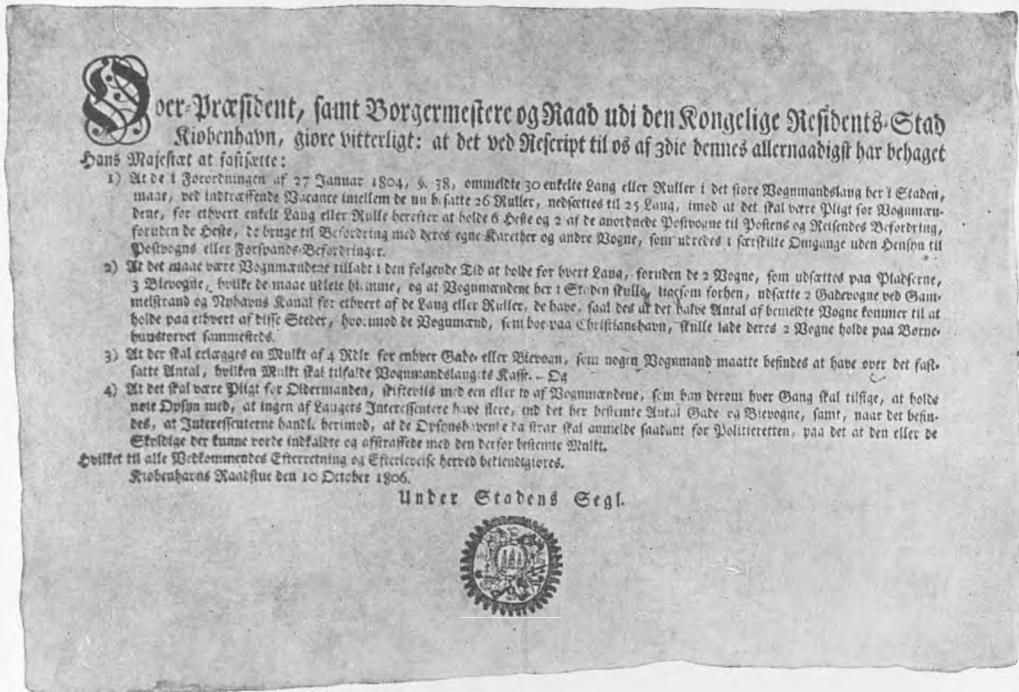 Over-Præsident, samt Borgermestere og Raad udi den Kongelige Residents-Stad
Kiøbenhavn, giøre vitterligt: at det ved Rescript til os af 3die dennes allernaadigst har behaget
Hans Majestæt at fastsætte:
1) At de i Forordningen af 27 Januar 1804, §. 38, ommeldte 30 enkelte Laug eller Ruller i det store Vognmandslaug her i Staden,
maae, ved indtræffende Vacance imellem de nu besatte 26 Ruller, nedsættes til 25 Laug, imod at det skal være Pligt for Vognmæn-
dene, for ethvert enkelt Laug eller Rulle herefter at holde 6 Heste og 2 af de anordnede Postvogne til Postens og Reisendes Befordring,
foruden de Heste, de bruge til Befordring med deres egne Karether og andre Vogne, som udredes i særskilte Omgange uden Hensyn til
Postvogns eller Forspands-Befordringer.
2) At det maae være Vognmændene tilladt i den følgende Tid at holde for hvert Laug, foruden de 2 Vogne, som udsættes paa Pladserne,
3 Bievogne, hvilke de maae udleie hiemme, og at Vognmændene her i Staden skulle, ligesom forhen, udsætte 2 Gadevogne ved Gam-
melstrand og Nyhavns Kanal for ethvert af de Laug eller Ruller, de have, saaledes at det halve Antal af bemeldte Vogne kommer til at
holde paa ethvert af disse Steder, hvorimod de Vognmænd, som boe paa Christianshavn, skulle lade deres 2 Vogne holde paa Børne-
huustorvet sammesteds.
3) At der skal erlægges en Mulkt af 4 Rdlr. for enhver Gade- eller Bievogn, som nogen Vognmand maatte befindes at have over det fast-
satte Antal, hvilken Mulkt skal tilfalde Vognmandslaugets Kasse. - Og
4) At det skal være Pligt for Oldermanden, skifteviis med een eller to af Vognmændene, som han derom hver Gang skal tilsige, at holde
nøie Opsyn med, at ingen af Laugets Interessentere have flere, end det her bestemte Antal Gade- og Bievogne, samt, naar det befin-
des, at Interessenterne handle herimod, at de Opsynshavende da strax skal anmelde saadant for Politieretten, paa det at den eller de
Skyldige der kunne vorde indkaldte og afstraffede med den derfor bestemte Mulkt.
Hvilket til alle Vedkommendes Efterretning og Efterlevelse herved bekiendtgiøres.
Kiøbenhavns Raadstue den 10 October 1806.
Under Stadens Segl.